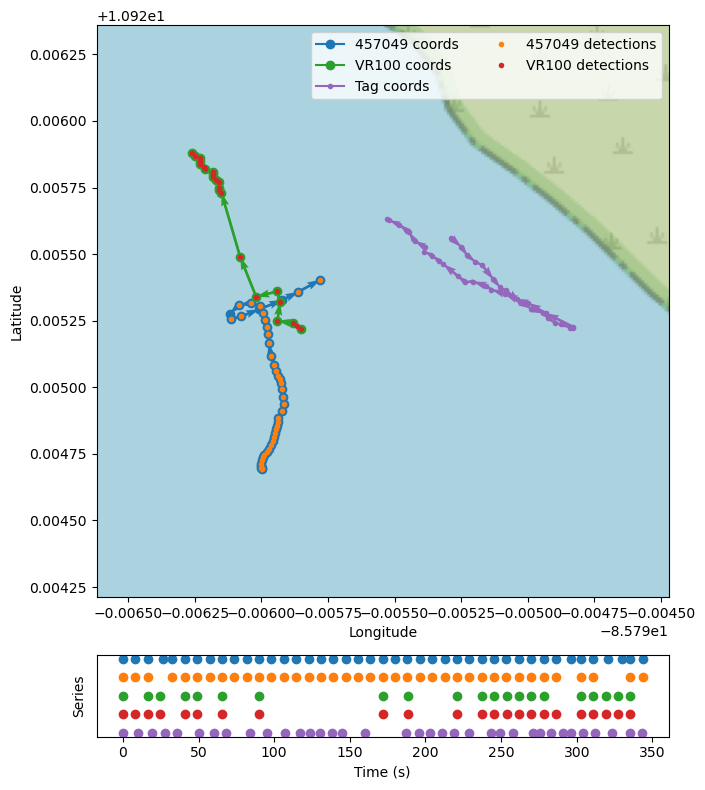 +1.092e1
457049 coords
457049 detections
VR100 coords
VR100 detections
Tag coords
0.00625
0.00600
0.00575
0.00550
0.00525
0.00500
0.00475
0.00450
0.00425
Latitude
−0.00650
−0.00625
−0.00600
−0.00575
−0.00550
−0.00525
−0.00500
−0.00475
−0.00450
Longitude
−8.579e1
Series
0
50
100
150
200
250
300
350
Time (s)